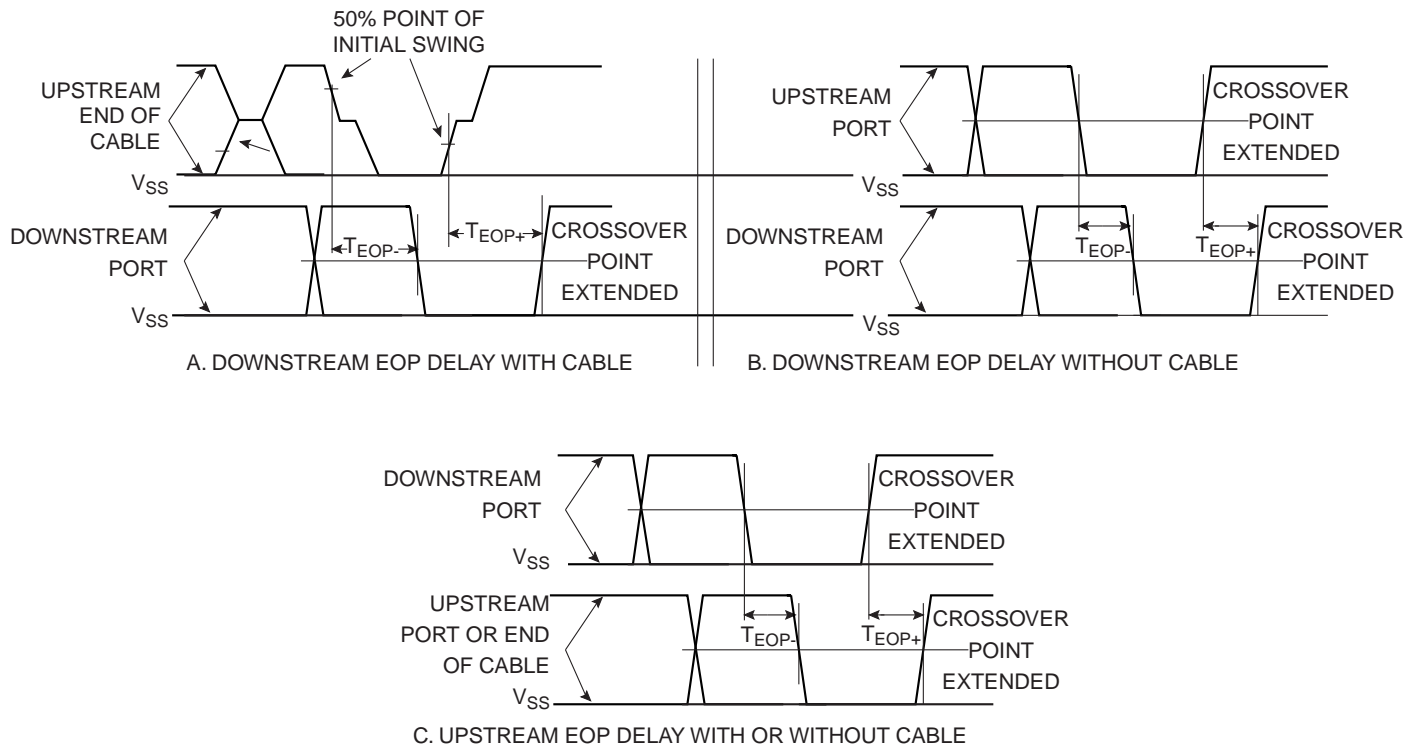 50% POINT OF
INITIAL SWING
UPSTREAM
END OF
CABLE
VSS
DOWNSTREAM
PORT
VSS
TEOP-
TEOP+
CROSSOVER
POINT
EXTENDED
A. DOWNSTREAM EOP DELAY WITH CABLE
UPSTREAM
PORT
VSS
CROSSOVER
POINT
EXTENDED
DOWNSTREAM
PORT
VSS
TEOP-
TEOP+
CROSSOVER
POINT
EXTENDED
B. DOWNSTREAM EOP DELAY WITHOUT CABLE
DOWNSTREAM
PORT
VSS
CROSSOVER
POINT
EXTENDED
UPSTREAM
PORT OR END
OF CABLE
VSS
TEOP-
TEOP+
CROSSOVER
POINT
EXTENDED
C. UPSTREAM EOP DELAY WITH OR WITHOUT CABLE